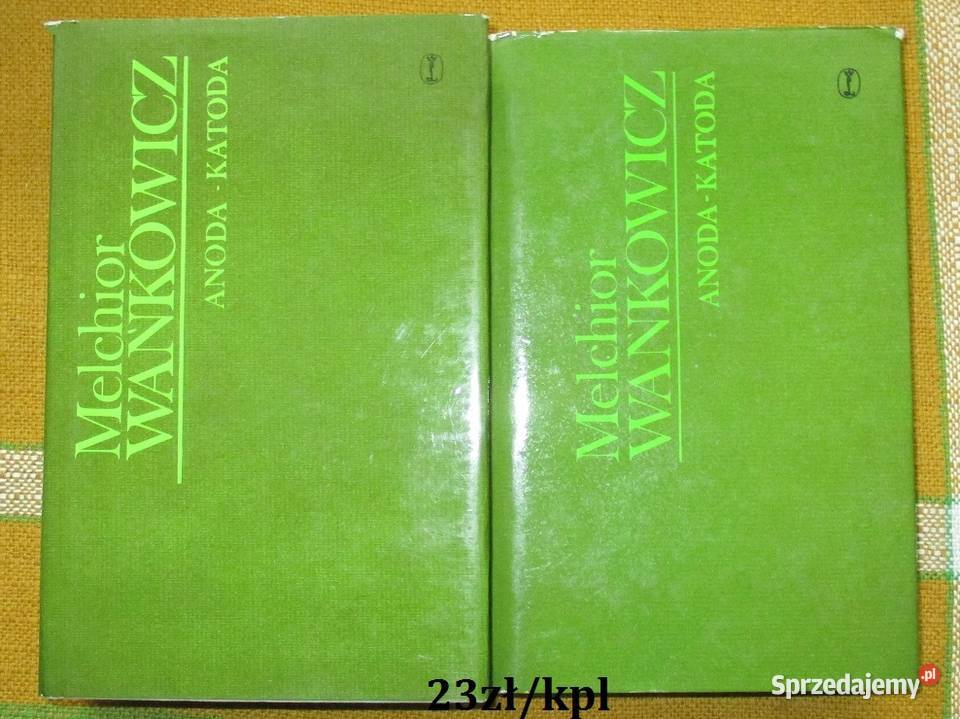 Melchior
WAŃKOWICZ
ANODA - KATODA
Melchior
WAŃKOWICZ
ANODA - KATODA
23zł/kpl
Sprzedajemy.pl